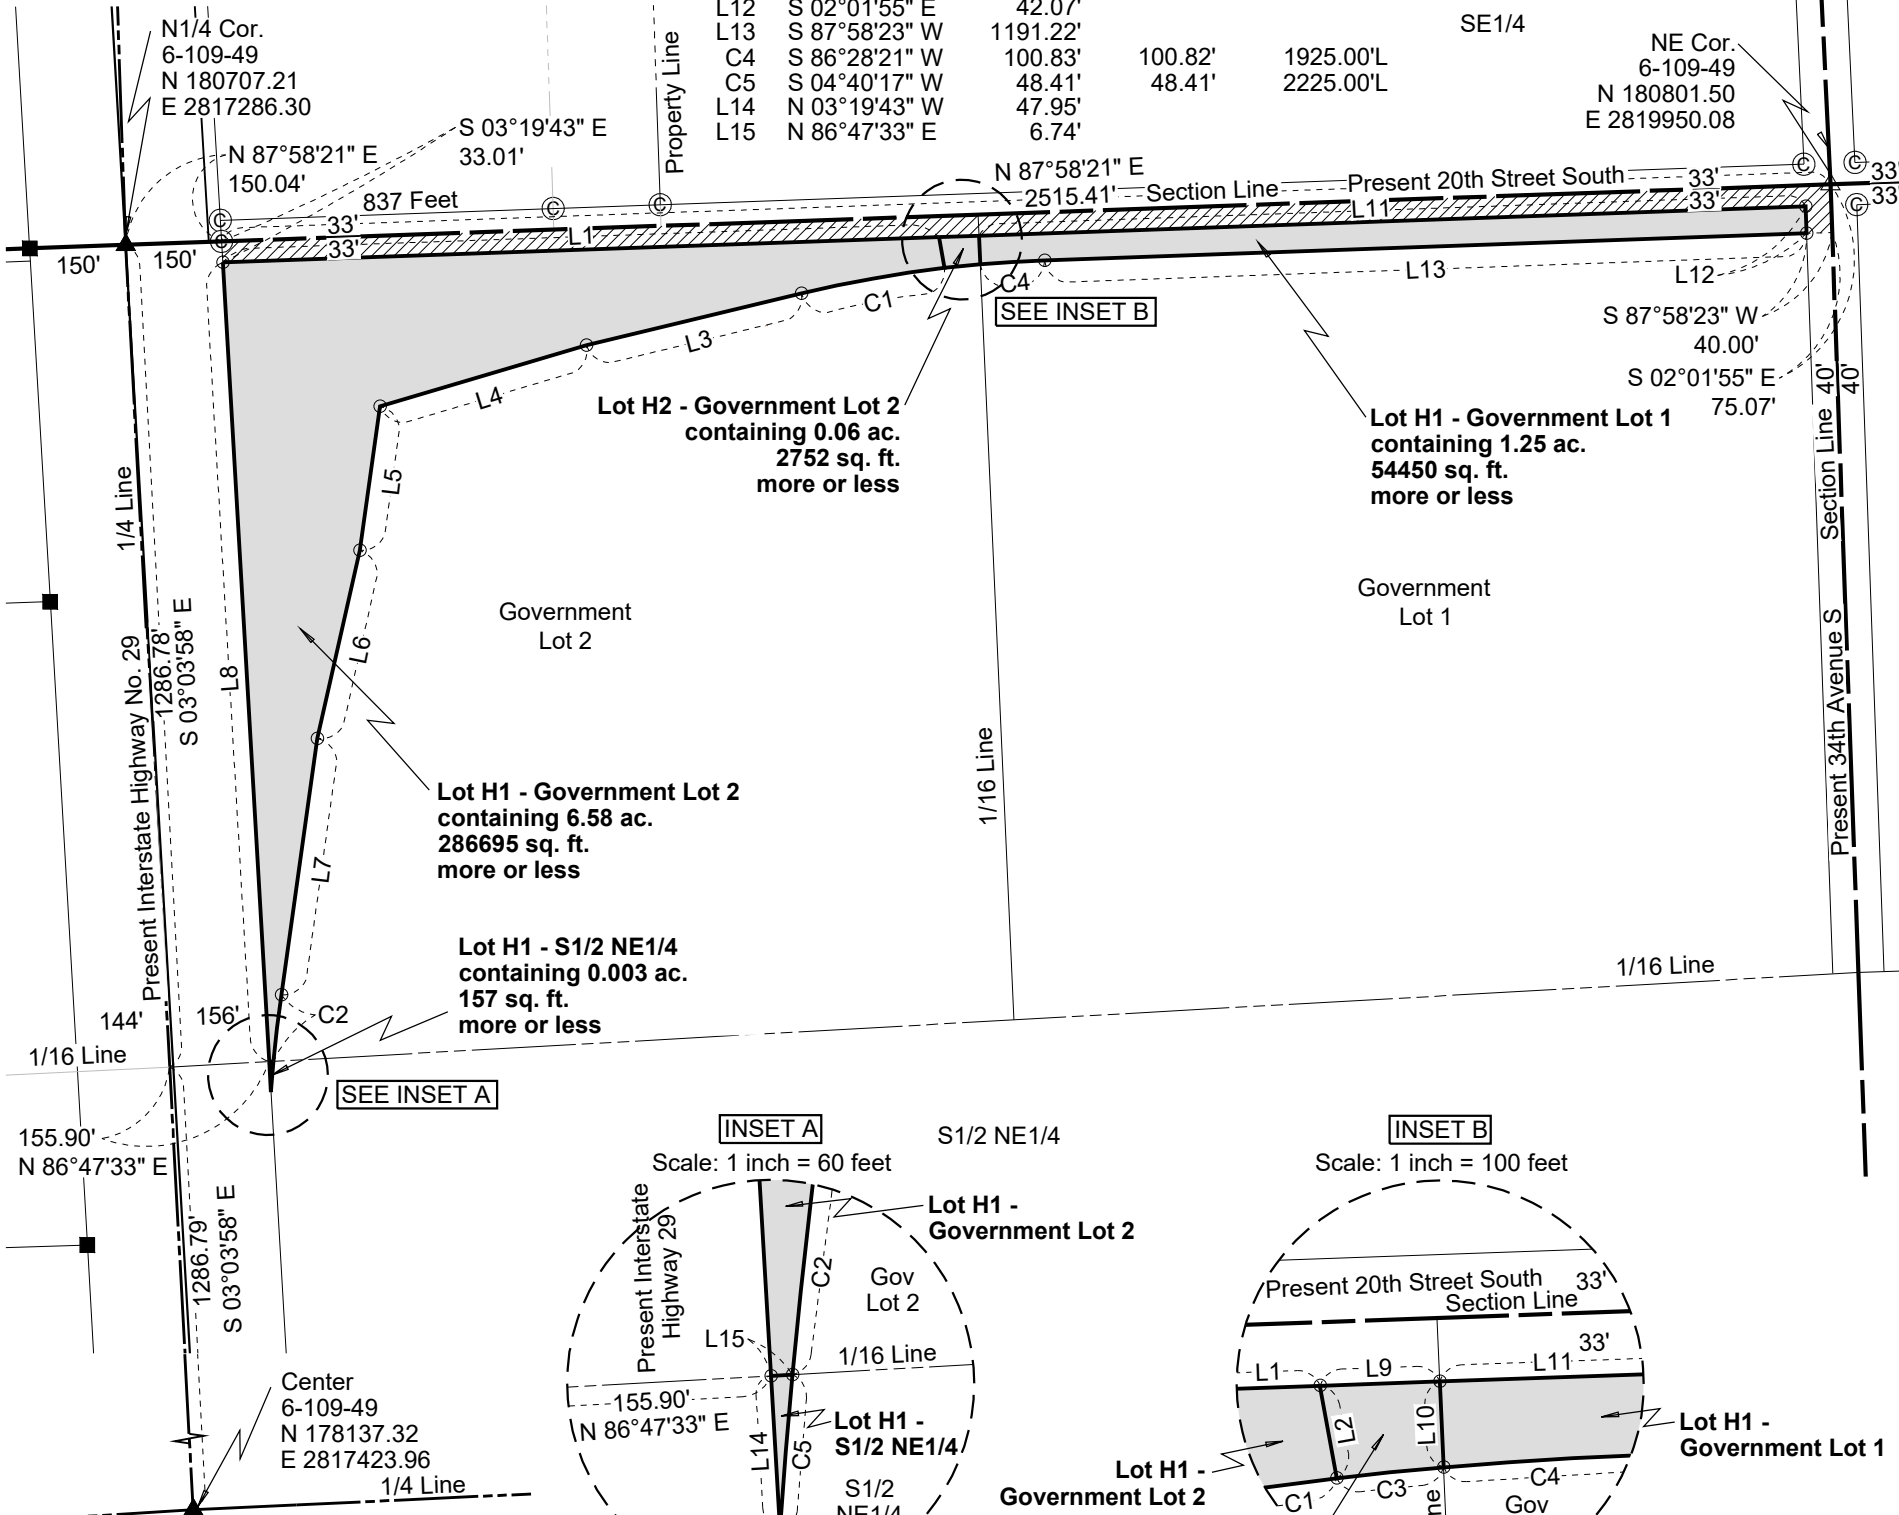 L12 S 02°01'55" E 42.07'
L13 S 87°58'23" W 1191.22'
C4 S 86°28'21" W 100.83' 100.82' 1925.00'L
C5 S 04°40'17" W 48.41' 48.41' 2225.00'L
L14 N 03°19'43" W 47.95'
L15 N 86°47'33" E 6.74'
SE1/4
N1/4 Cor.
6-109-49
N 180707.21
E 2817286.30
NE Cor.
6-109-49
N 180801.50
E 2819950.08
Property Line
S 03°19'43" E
33.01'
N 87°58'21" E
150.04'
N 87°58'21" E
2515.41'
Section Line
Present 20th Street South
33'
33'
33'
33'
837 Feet
33'
33'
L1
L11
150'
150'
C
C
C
C
C
C
C
C1
C4
L13
L12
SEE INSET B
S 87°58'23" W
40.00'
S 02°01'55" E
75.07'
40'
40'
L3
L4
L5
L6
L7
L8
C2
Lot H2 - Government Lot 2
containing 0.06 ac.
2752 sq. ft.
more or less
Lot H1 - Government Lot 1
containing 1.25 ac.
54450 sq. ft.
more or less
Section Line
1/4 Line
Government
Lot 2
Government
Lot 1
Present Interstate Highway No. 29
1286.78'
S 03°03'58" E
Present 34th Avenue S
1/16 Line
Lot H1 - Government Lot 2
containing 6.58 ac.
286695 sq. ft.
more or less
Lot H1 - S1/2 NE1/4
containing 0.003 ac.
157 sq. ft.
more or less
1/16 Line
144'
156'
1/16 Line
SEE INSET A
155.90'
N 86°47'33" E
1286.79'
S 03°03'58" E
Center
6-109-49
N 178137.32
E 2817423.96
1/4 Line
S1/2 NE1/4
INSET A
Scale: 1 inch = 60 feet
Present Interstate
Highway 29
Lot H1 -
Government Lot 2
C2
Gov
Lot 2
L15
1/16 Line
155.90'
N 86°47'33" E
L14
C5
Lot H1 -
S1/2 NE1/4
S1/2
NE1/4
INSET B
Scale: 1 inch = 100 feet
Present 20th Street South
33'
Section Line
33'
L1
L9
L11
L2
L10
Lot H1 -
Government Lot 1
Lot H1 -
Government Lot 2
C1
C3
C4
Gov